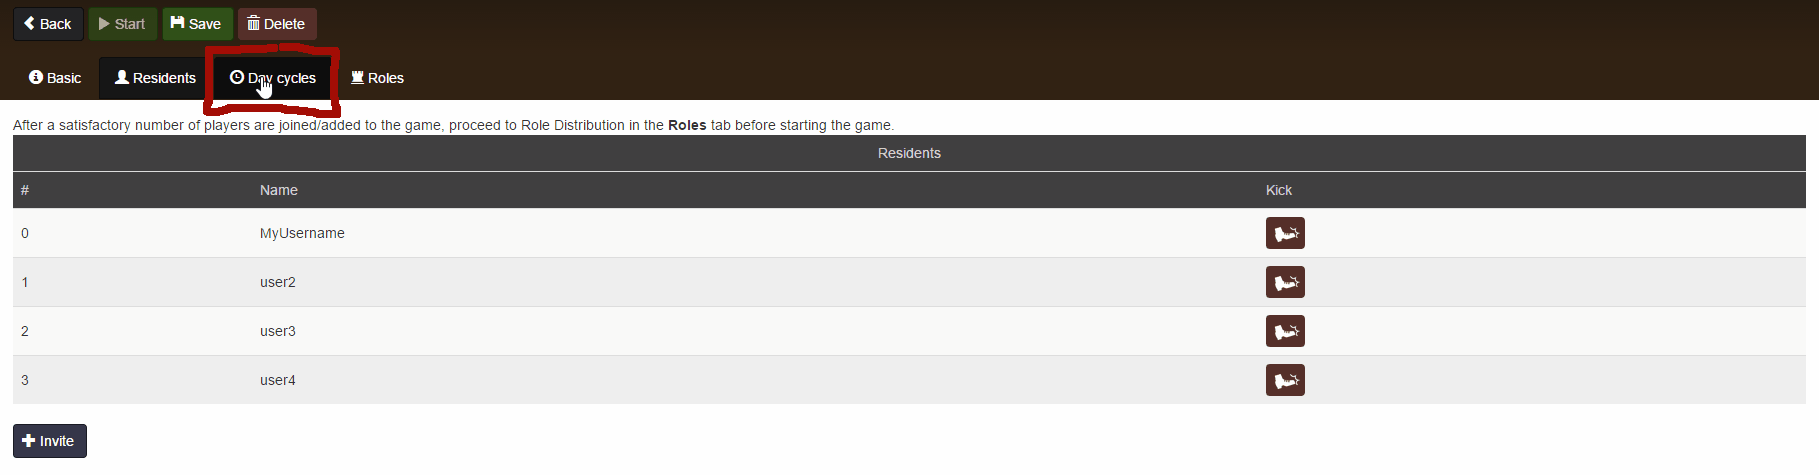 Back Start Save Delete
Basic Residents Day cycles Roles
After a satisfactory number of players are joined/added to the game, proceed to Role Distribution in the Roles tab before starting the game.
Residents
# Name Kick
0 MyUsername
1 user2
2 user3
3 user4
Invite